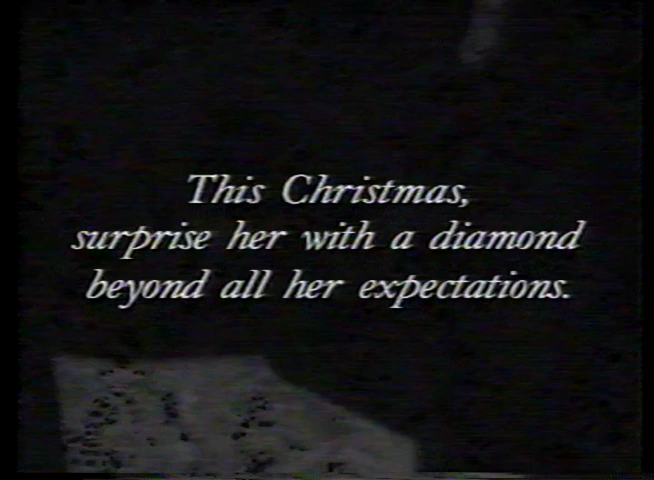 This Christmas,
surprise her with a diamond
beyond all her expectations.